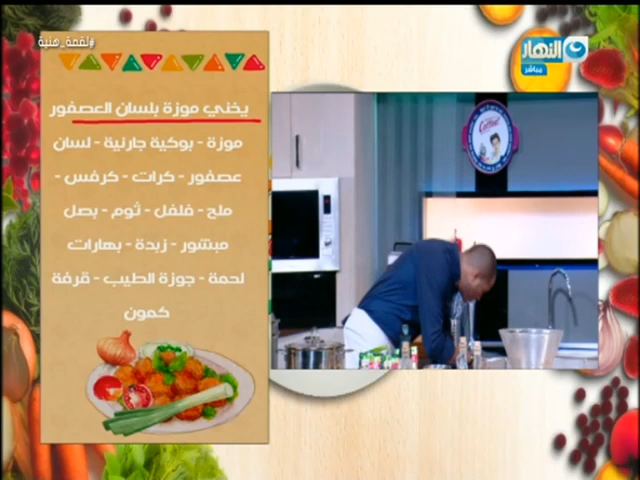 #لقمة_هنية
النهار
مباشر
يخني موزة بلسان العصفور
موزة - بوكية جارنية - لسان
عصفور - كرات - كرفس -
ملح - فلفل - ثوم - بصل
مبشور - زبدة - بهارات
لحمة - جوزة الطيب - قرفة
كمون